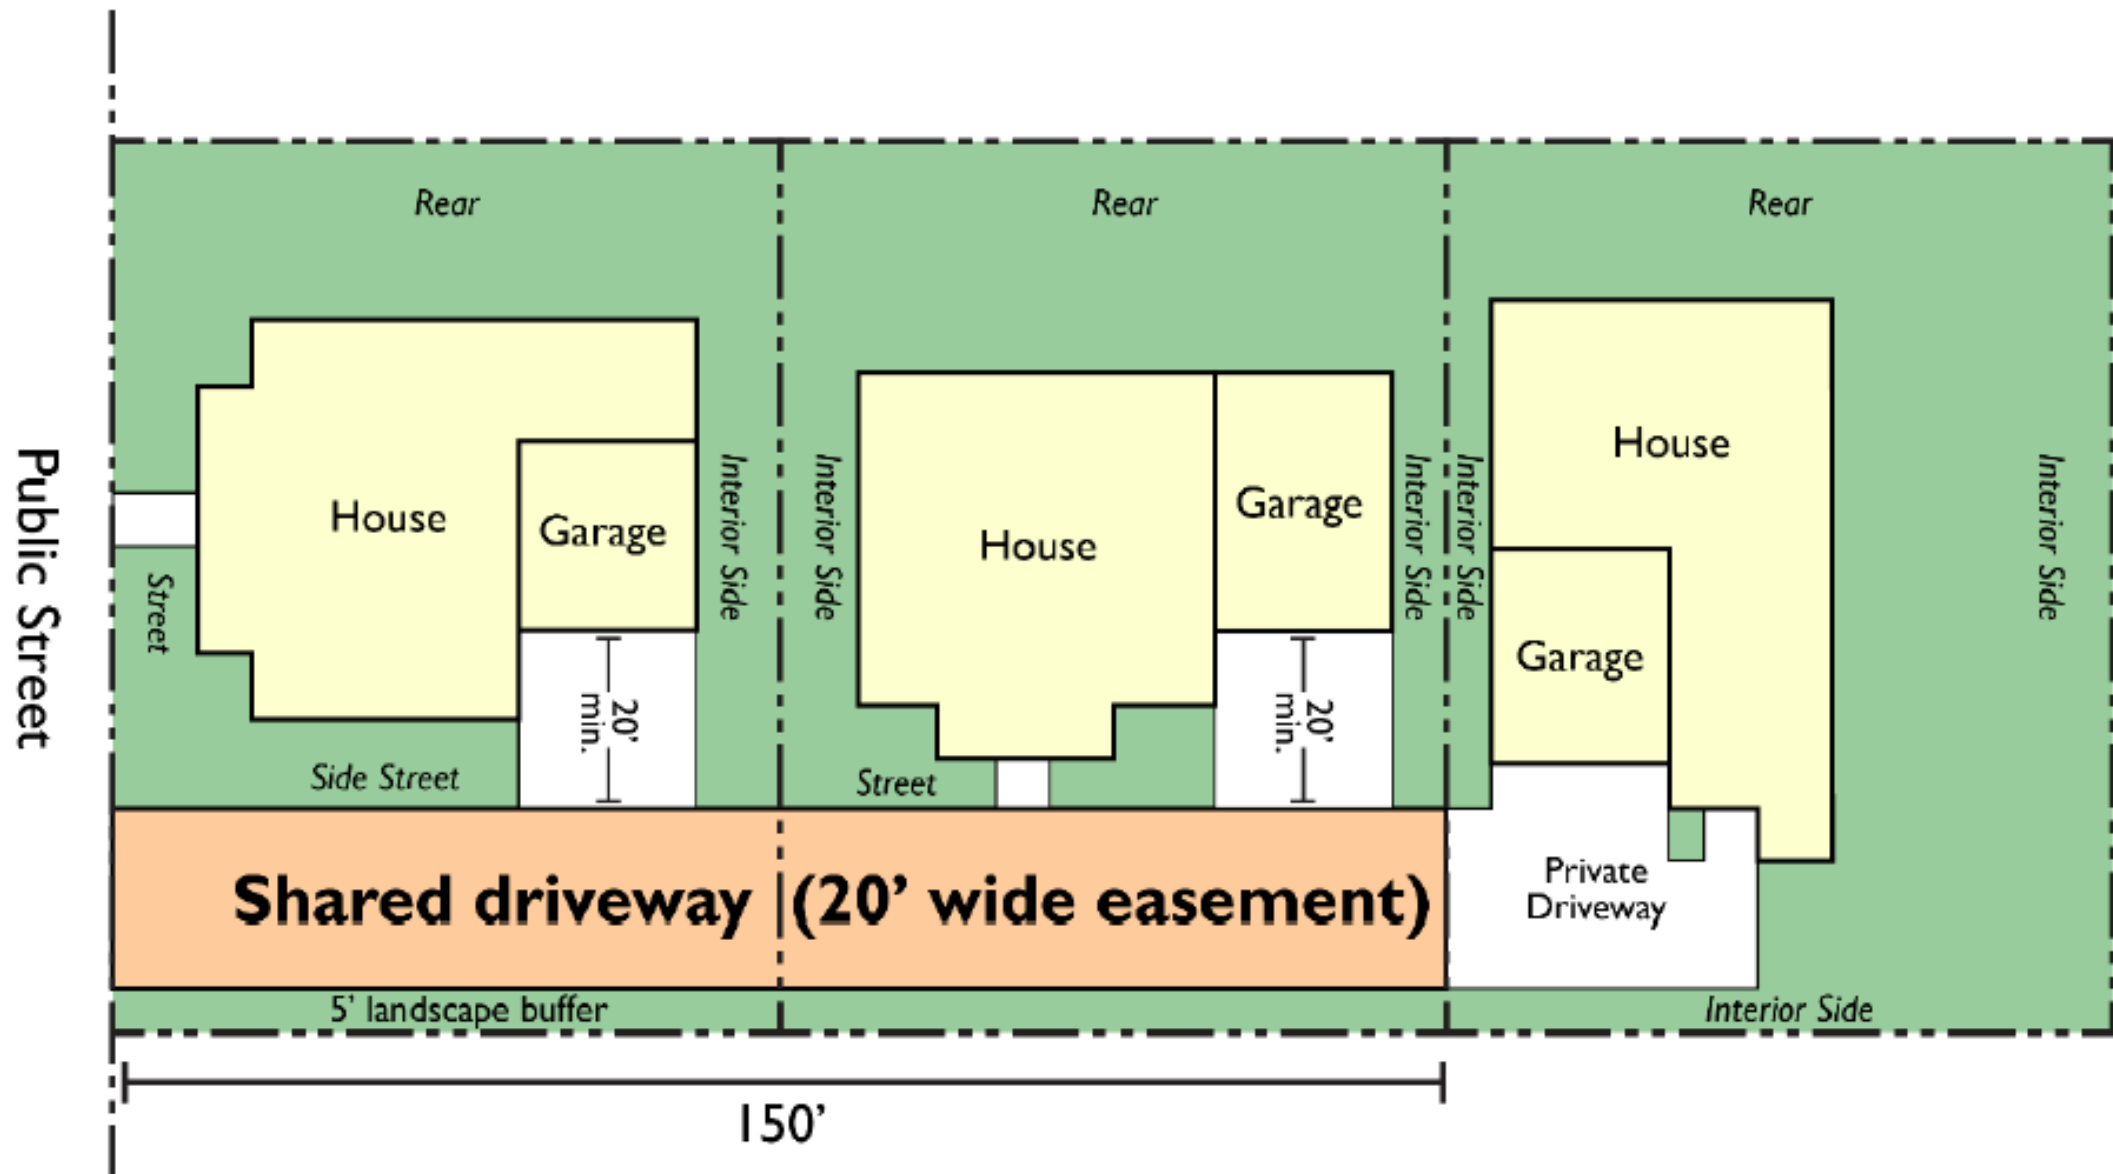 Rear
Rear
Rear
Public Street
House
Garage
Interior Side
Interior Side
House
Garage
Interior Side
Interior Side
House
Garage
Interior Side
Street
20’
min.
20’
min.
Side Street
Street
Private
Driveway
Shared driveway (20’ wide easement)
5’ landscape buffer
Interior Side
150’